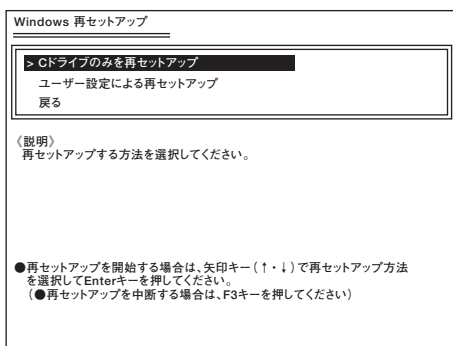 Windows 再セットアップ
> Cドライブのみを再セットアップ
ユーザー設定による再セットアップ
戻る
《説明》
再セットアップする方法を選択してください。
●再セットアップを開始する場合は、矢印キー(↑・↓)で再セットアップ方法
を選択してEnterキーを押してください。
(●再セットアップを中断する場合は、F3キーを押してください)